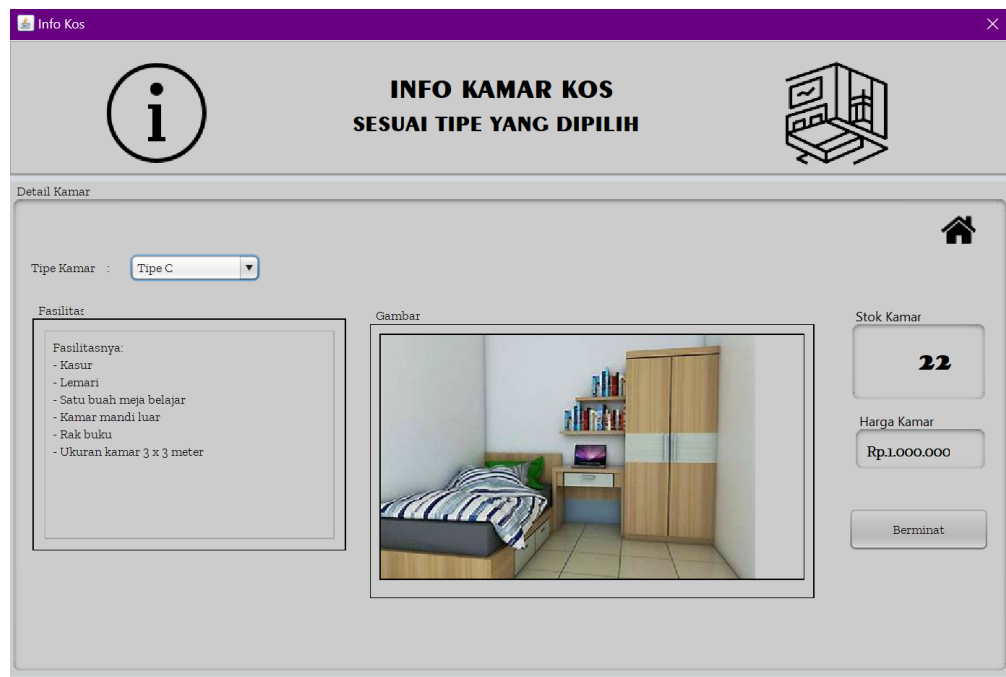 Info Kos
INFO KAMAR KOS
SESUAI TIPE YANG DIPILIH
Detail Kamar
Tipe Kamar :
Tipe C
Fasilitas
Fasilitasnya:
- Kasur
- Lemari
- Satu buah meja belajar
- Kamar mandi luar
- Rak buku
- Ukuran kamar 3 x 3 meter
Gambar
Stok Kamar
22
Harga Kamar
Rp.1.000.000
Berminat